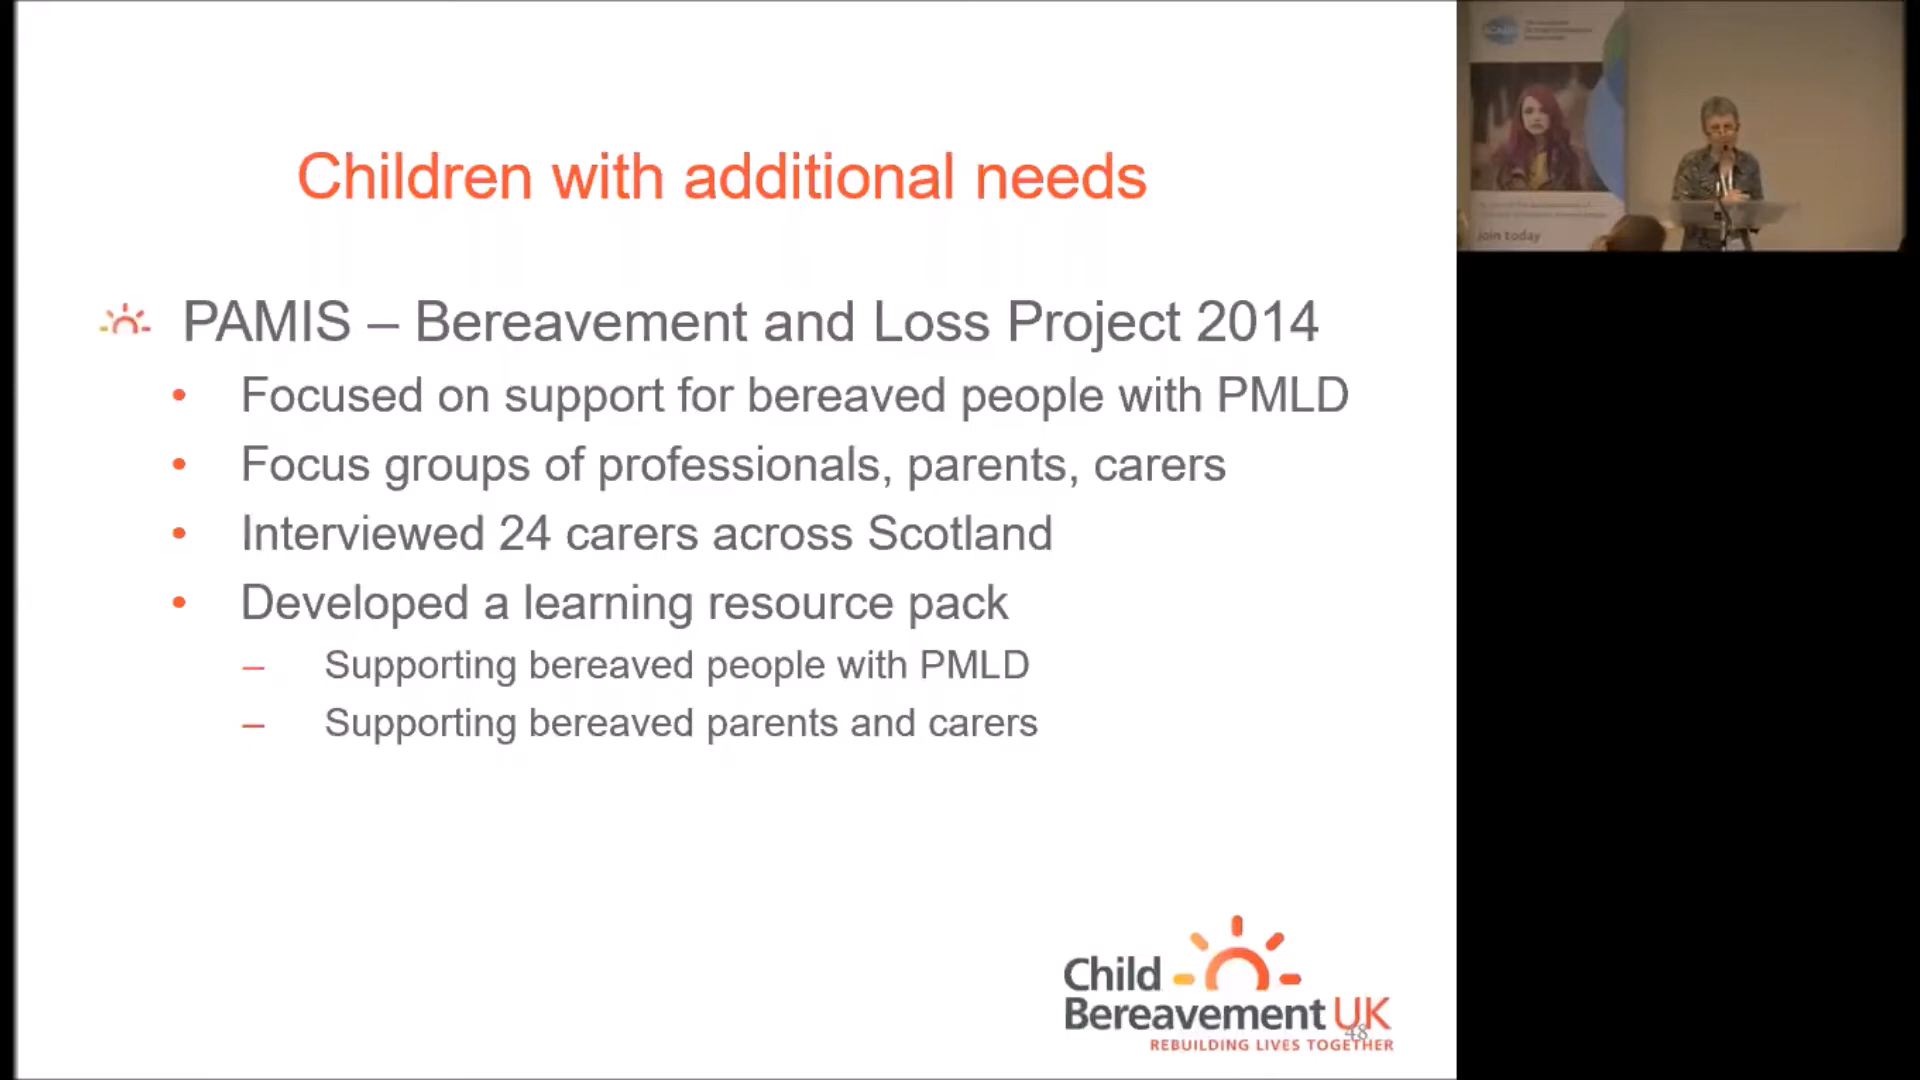 Children with additional needs
PAMIS – Bereavement and Loss Project 2014
• Focused on support for bereaved people with PMLD
• Focus groups of professionals, parents, carers
• Interviewed 24 carers across Scotland
• Developed a learning resource pack
– Supporting bereaved people with PMLD
– Supporting bereaved parents and carers
Child
Bereavement UK
48
REBUILDING LIVES TOGETHER
join today